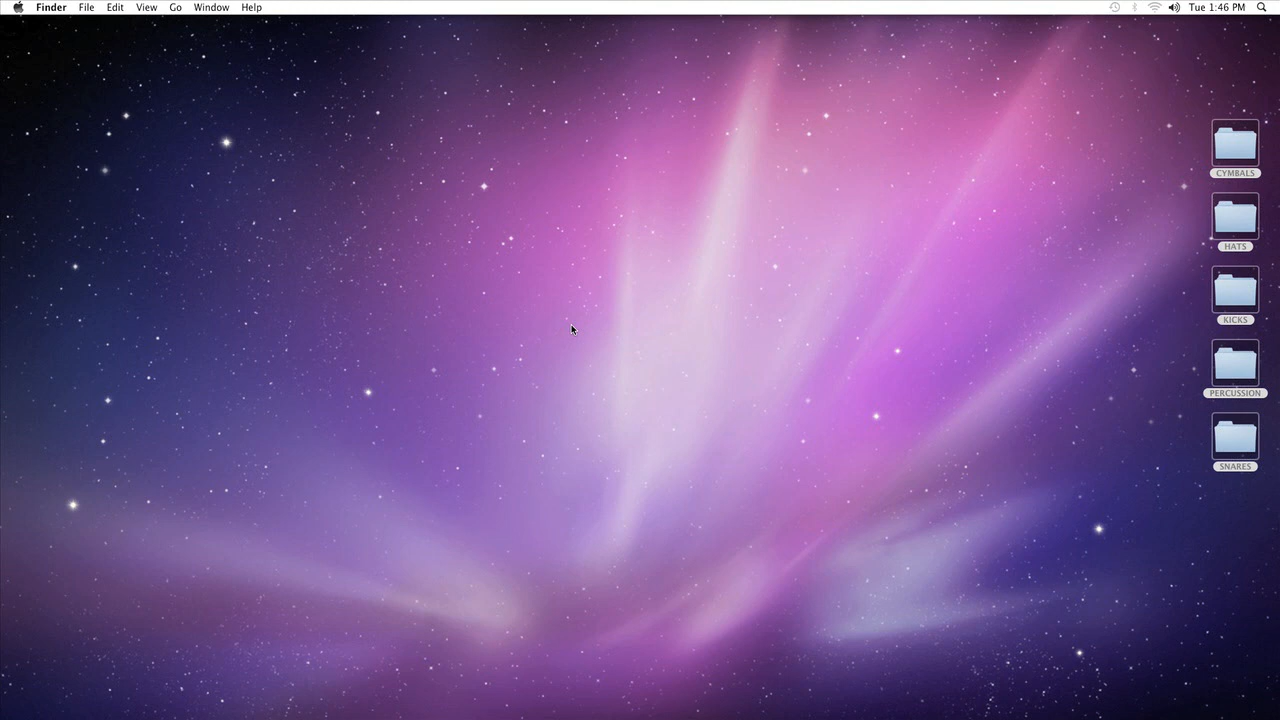 Finder File Edit View Go Window Help Tue 1:46 PM
CYMBALS
HATS
KICKS
PERCUSSION
SNARES